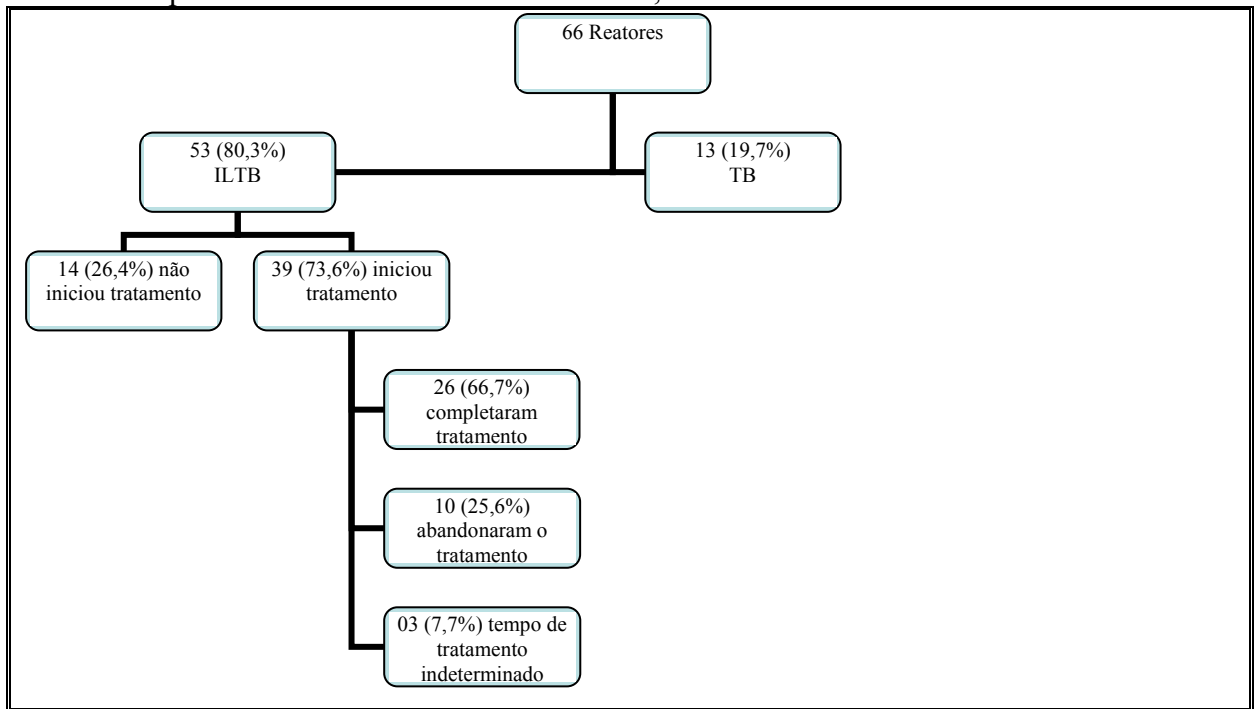 66 Reatores
53 (80,3%)
ILTB
13 (19,7%)
TB
14 (26,4%) não
iniciou tratamento
39 (73,6%) iniciou
tratamento
26 (66,7%)
completaram
tratamento
10 (25,6%)
abandonaram o
tratamento
03 (7,7%) tempo de
tratamento
indeterminado